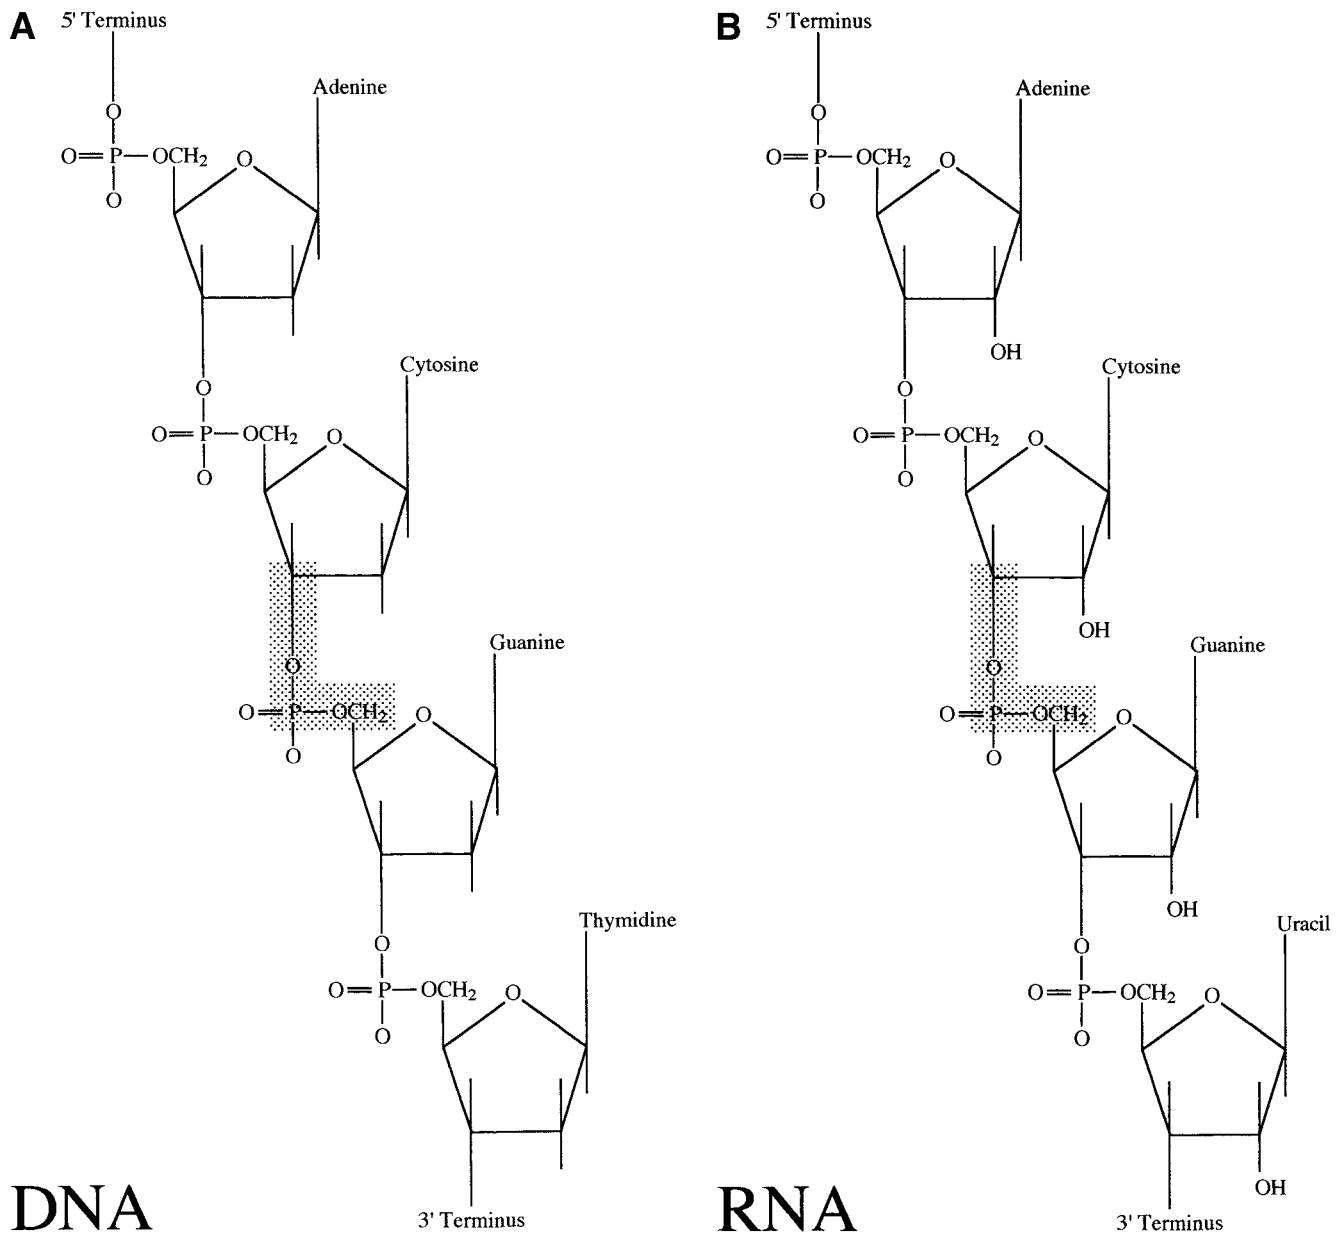 A
5' Terminus
Adenine
O
O=P—OCH₂
O
O
Cytosine
O
O=P—OCH₂
O
O
Guanine
O
O=P—OCH₂
O
O
Thymidine
O
O=P—OCH₂
O
O
DNA
3' Terminus
B
5' Terminus
Adenine
O
O=P—OCH₂
O
O
OH
Cytosine
O
O=P—OCH₂
O
O
OH
Guanine
O
O=P—OCH₂
O
O
OH
Uracil
O
O=P—OCH₂
O
O
OH
RNA
3' Terminus